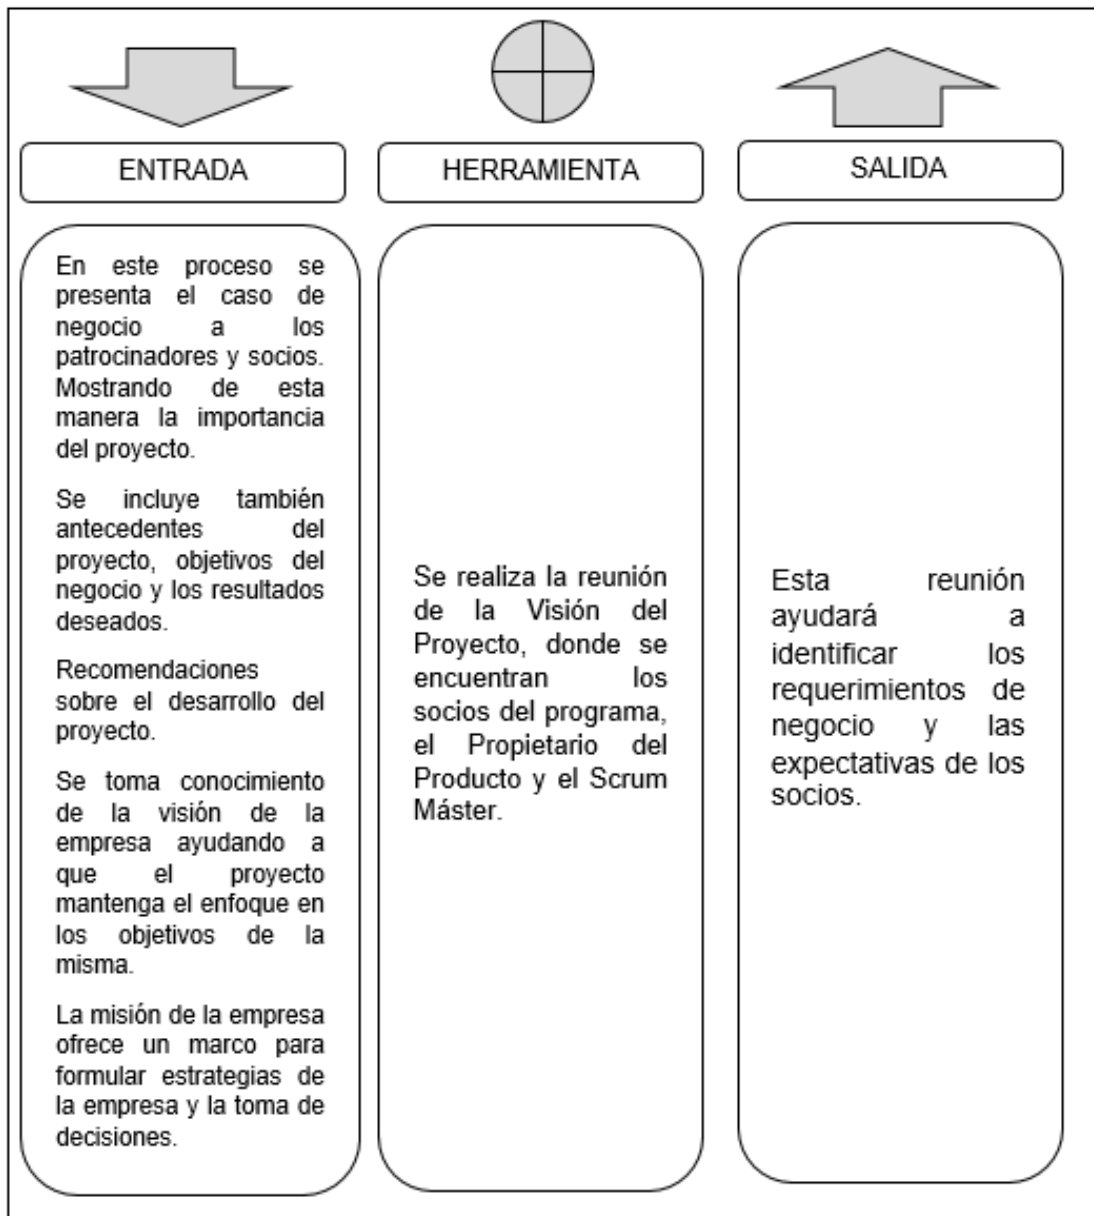 ENTRADA
En este proceso se
presenta el caso de
negocio a los
patrocinadores y socios.
Mostrando de esta
manera la importancia
del proyecto.
Se incluye también
antecedentes del
proyecto, objetivos del
negocio y los resultados
deseados.
Recomendaciones
sobre el desarrollo del
proyecto.
Se toma conocimiento
de la visión de la
empresa ayudando a
que el proyecto
mantenga el enfoque en
los objetivos de la
misma.
La misión de la empresa
ofrece un marco para
formular estrategias de
la empresa y la toma de
decisiones.
HERRAMIENTA
Se realiza la reunión
de la Visión del
Proyecto, donde se
encuentran los
socios del programa,
el Propietario del
Producto y el Scrum
Máster.
SALIDA
Esta reunión
ayudará a
identificar los
requerimientos de
negocio y las
expectativas de los
socios.